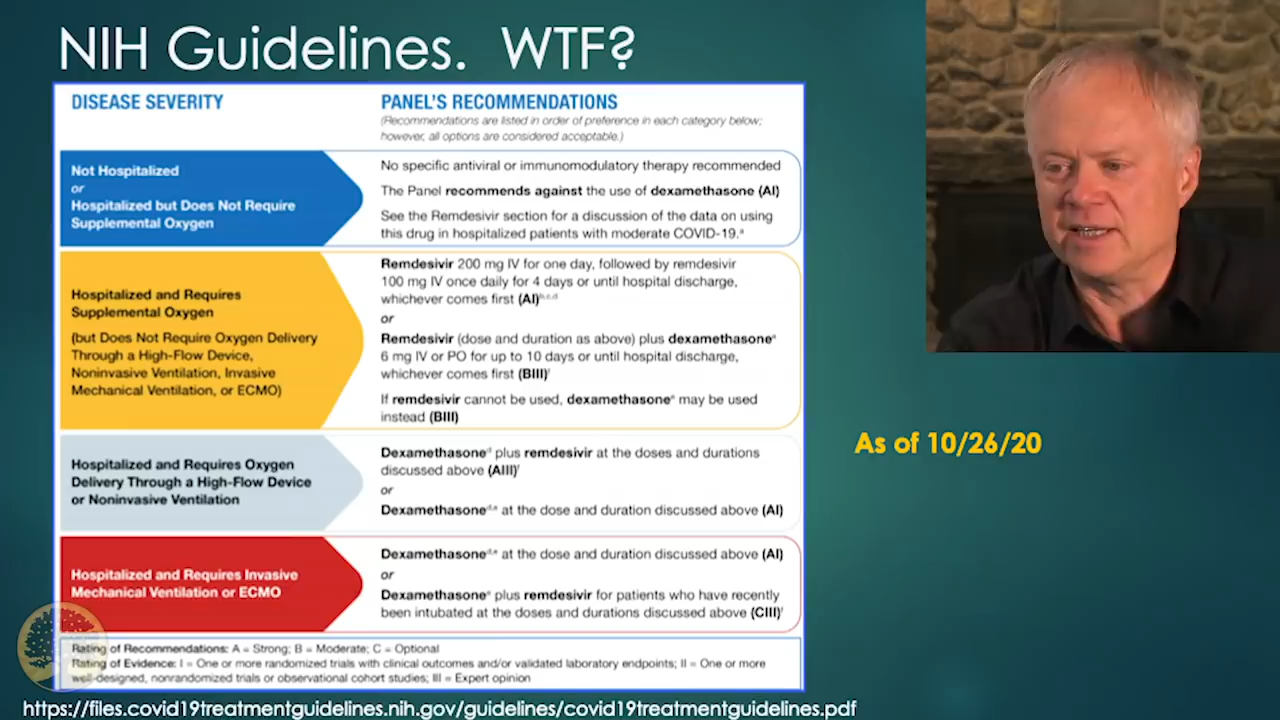 NIH Guidelines. WTF?
DISEASE SEVERITY
PANEL'S RECOMMENDATIONS
(Recommendations are listed in order of preference in each category below;
however, all options are considered acceptable.)
Not Hospitalized
or
Hospitalized but Does Not Require
Supplemental Oxygen
No specific antiviral or immunomodulatory therapy recommended
The Panel recommends against the use of dexamethasone (AI)
See the Remdesivir section for a discussion of the data on using
this drug in hospitalized patients with moderate COVID-19.ᵃ
Hospitalized and Requires
Supplemental Oxygen
(but Does Not Require Oxygen Delivery
Through a High-Flow Device,
Noninvasive Ventilation, Invasive
Mechanical Ventilation, or ECMO)
Remdesivir 200 mg IV for one day, followed by remdesivir
100 mg IV once daily for 4 days or until hospital discharge,
whichever comes first (AI)ᵇ,ᶜ,ᵈ
or
Remdesivir (dose and duration as above) plus dexamethasoneᵉ
6 mg IV or PO for up to 10 days or until hospital discharge,
whichever comes first (BIII)ᶠ
If remdesivir cannot be used, dexamethasoneᵉ may be used
instead (BIII)
Hospitalized and Requires Oxygen
Delivery Through a High-Flow Device
or Noninvasive Ventilation
Dexamethasoneᵈ plus remdesivir at the doses and durations
discussed above (AIII)ᶠ
or
Dexamethasoneᵈ,ᵉ at the dose and duration discussed above (AI)
Hospitalized and Requires Invasive
Mechanical Ventilation or ECMO
Dexamethasoneᵈ,ᵉ at the dose and duration discussed above (AI)
or
Dexamethasoneᵉ plus remdesivir for patients who have recently
been intubated at the doses and durations discussed above (CIII)ᶠ
Rating of Recommendations: A = Strong; B = Moderate; C = Optional
Rating of Evidence: I = One or more randomized trials with clinical outcomes and/or validated laboratory endpoints; II = One or more
well-designed, nonrandomized trials or observational cohort studies; III = Expert opinion
As of 10/26/20
https://files.covid19treatmentguidelines.nih.gov/guidelines/covid19treatmentguidelines.pdf